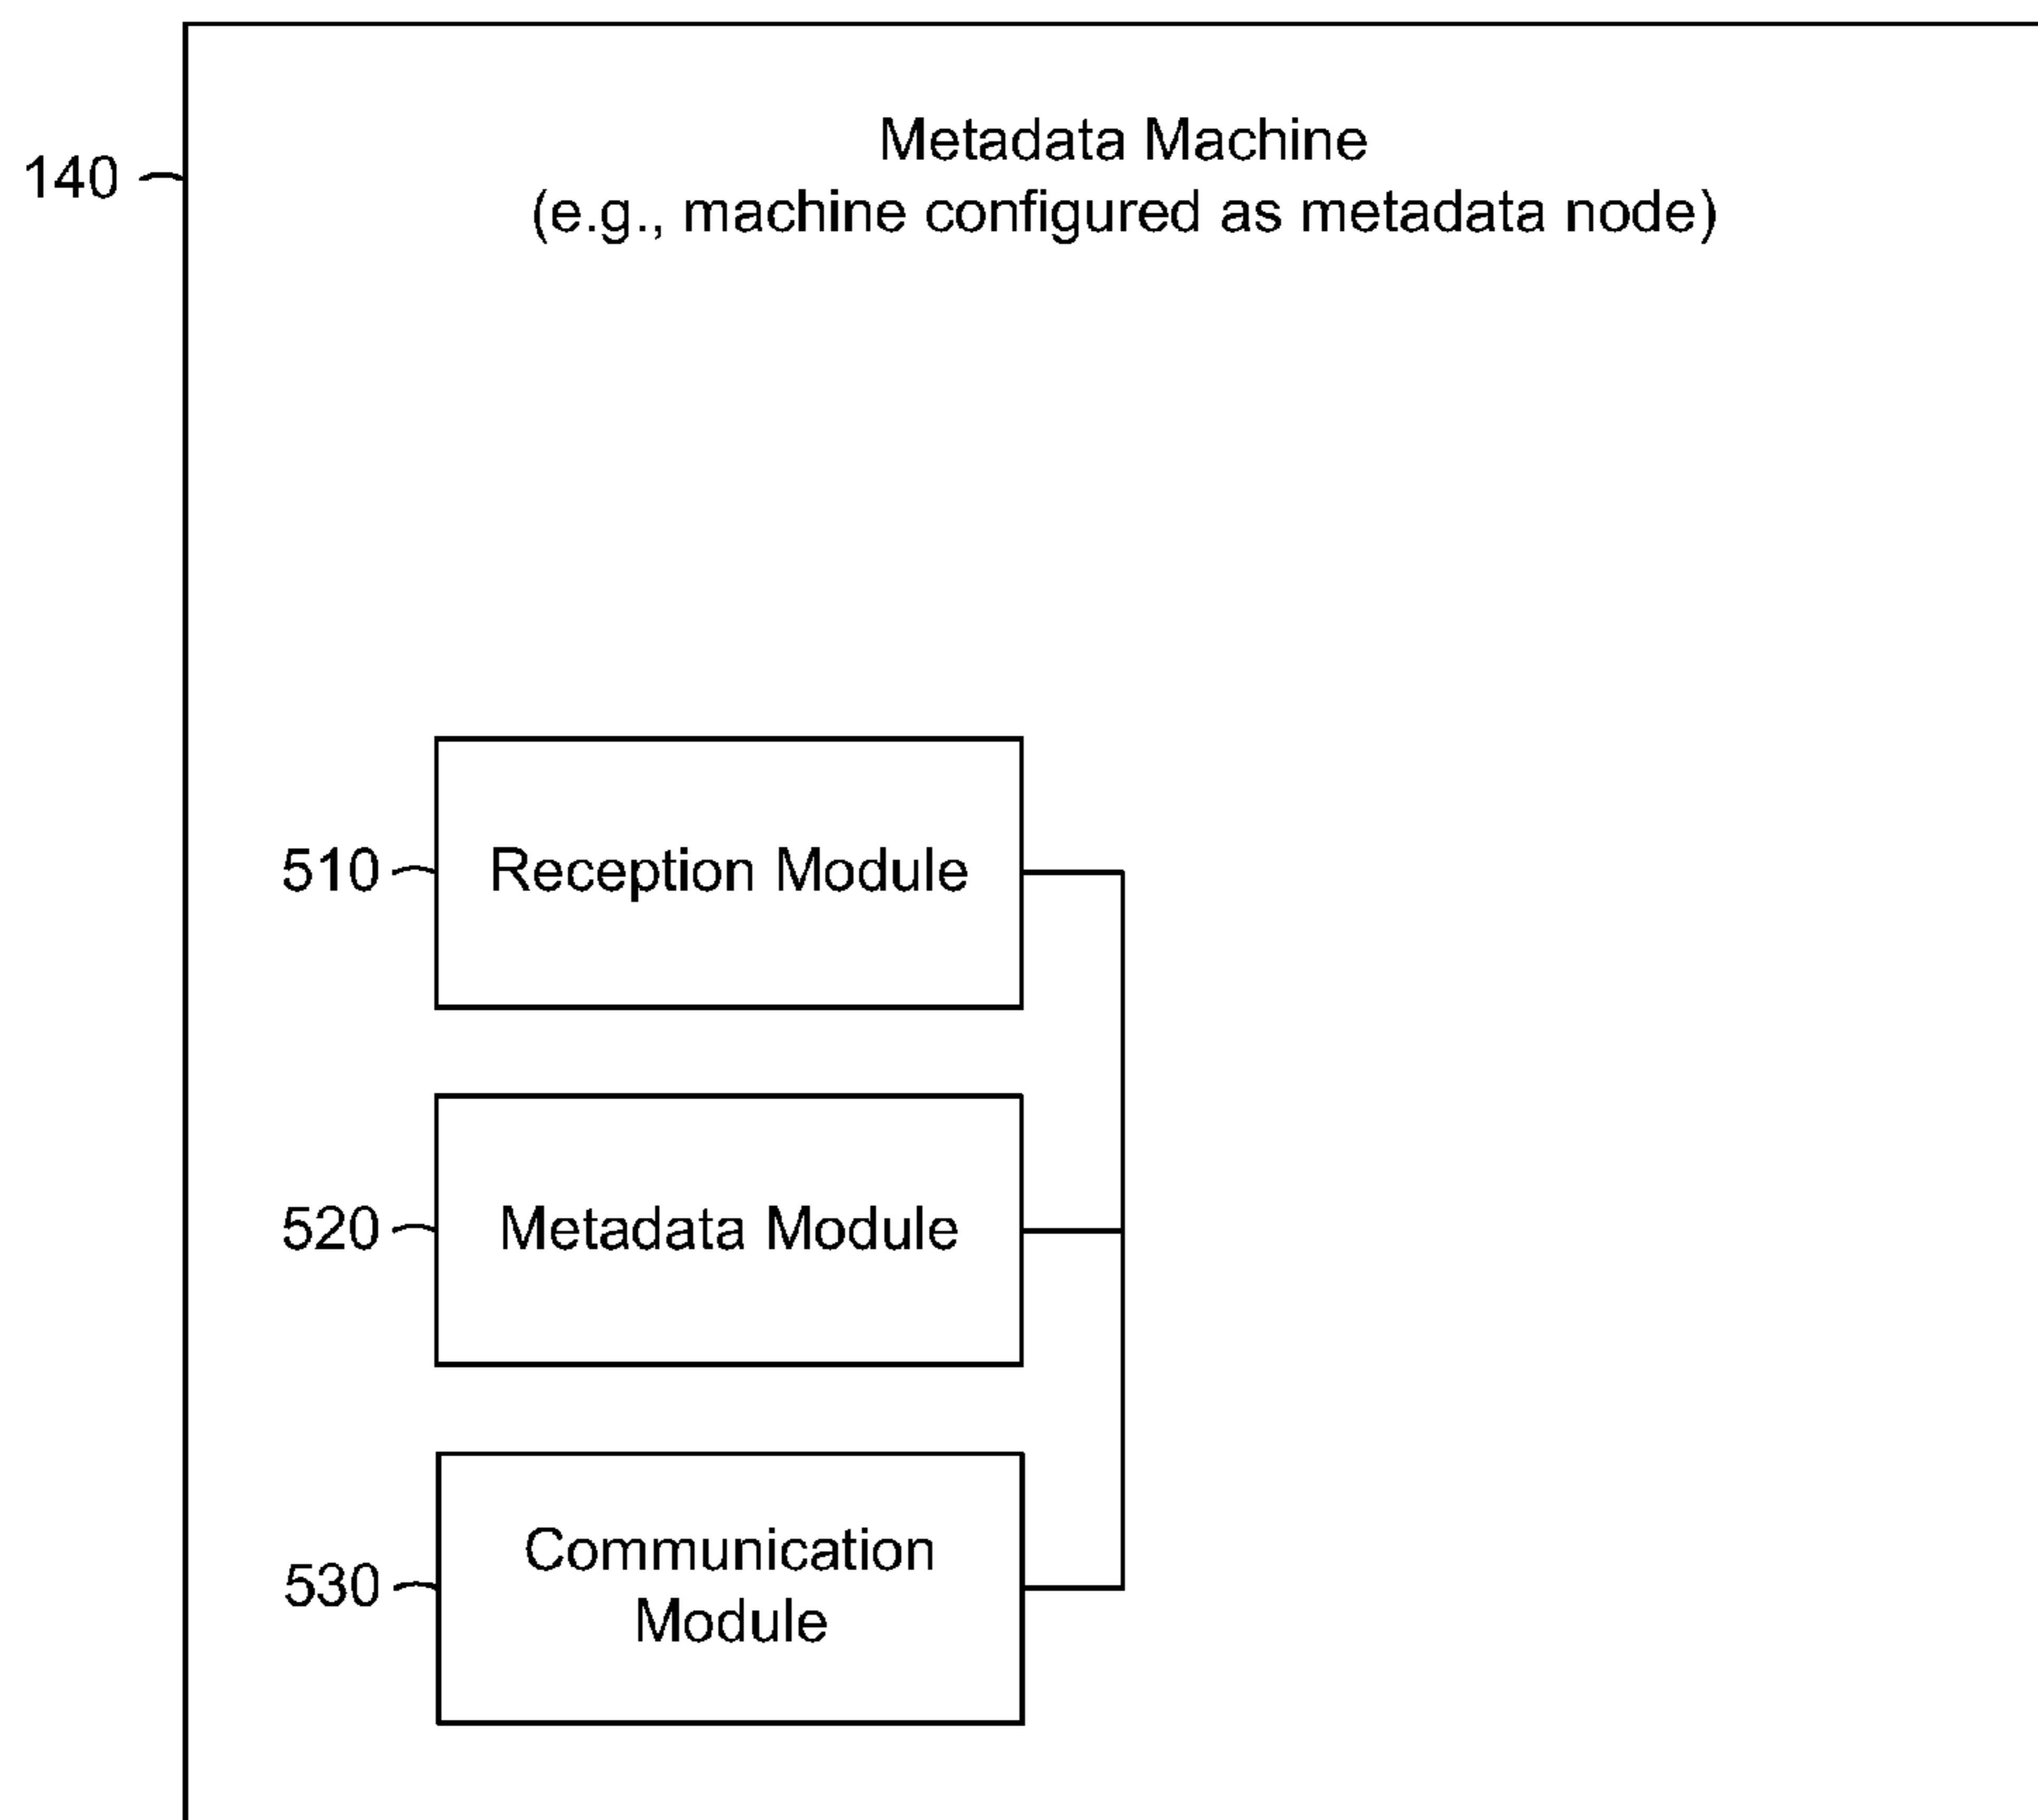 Metadata Machine
140
(e.g., machine configured as metadata node)
510
Reception Module
520
Metadata Module
530
Communication
Module